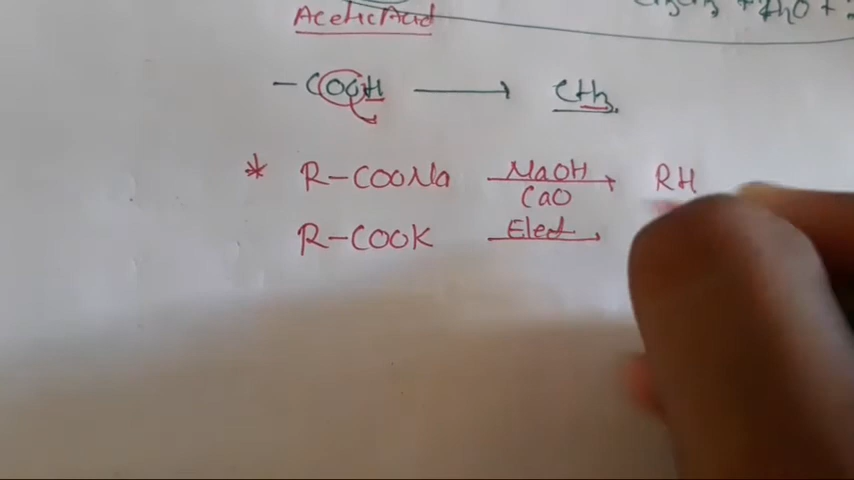 Acetic Acid
-COOH → CH3.
* R-COONa NaOH RH
CaO
R-COOK Elect